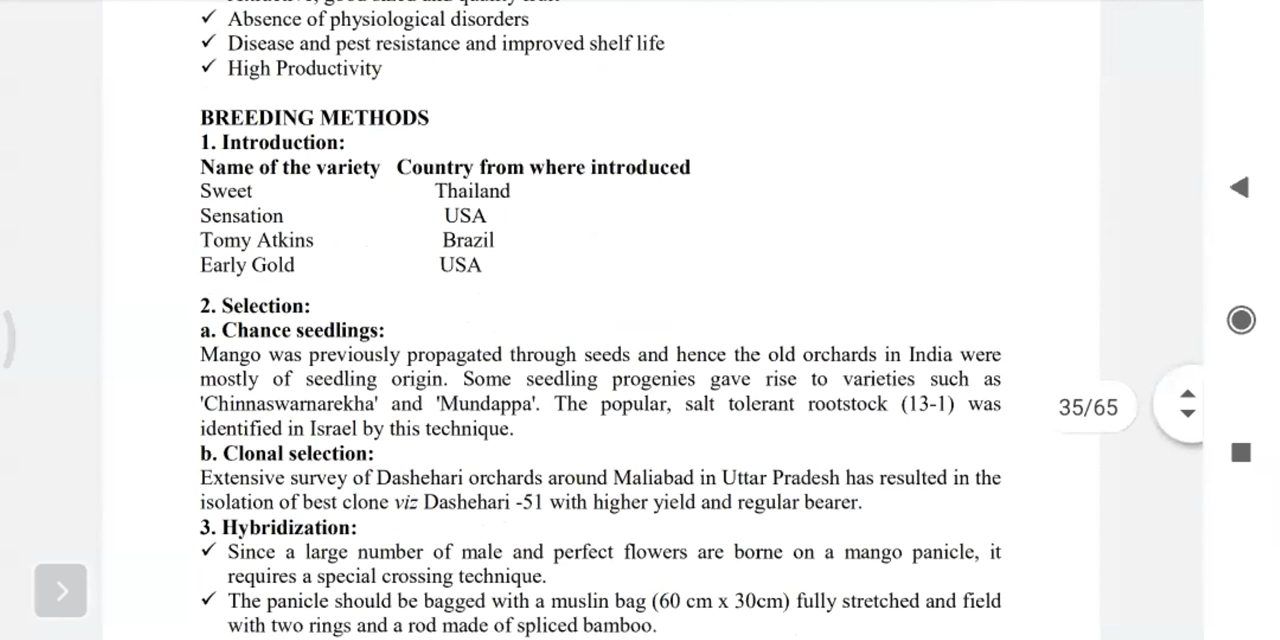 ✓ Absence of physiological disorders
✓ Disease and pest resistance and improved shelf life
✓ High Productivity
BREEDING METHODS
1. Introduction:
Name of the variety Country from where introduced
Sweet Thailand
Sensation USA
Tomy Atkins Brazil
Early Gold USA
2. Selection:
a. Chance seedlings:
Mango was previously propagated through seeds and hence the old orchards in India were
mostly of seedling origin. Some seedling progenies gave rise to varieties such as
'Chinnaswarnarekha' and 'Mundappa'. The popular, salt tolerant rootstock (13-1) was
identified in Israel by this technique.
b. Clonal selection:
Extensive survey of Dashehari orchards around Maliabad in Uttar Pradesh has resulted in the
isolation of best clone viz Dashehari -51 with higher yield and regular bearer.
3. Hybridization:
✓ Since a large number of male and perfect flowers are borne on a mango panicle, it
requires a special crossing technique.
✓ The panicle should be bagged with a muslin bag (60 cm x 30cm) fully stretched and field
with two rings and a rod made of spliced bamboo.
35/65